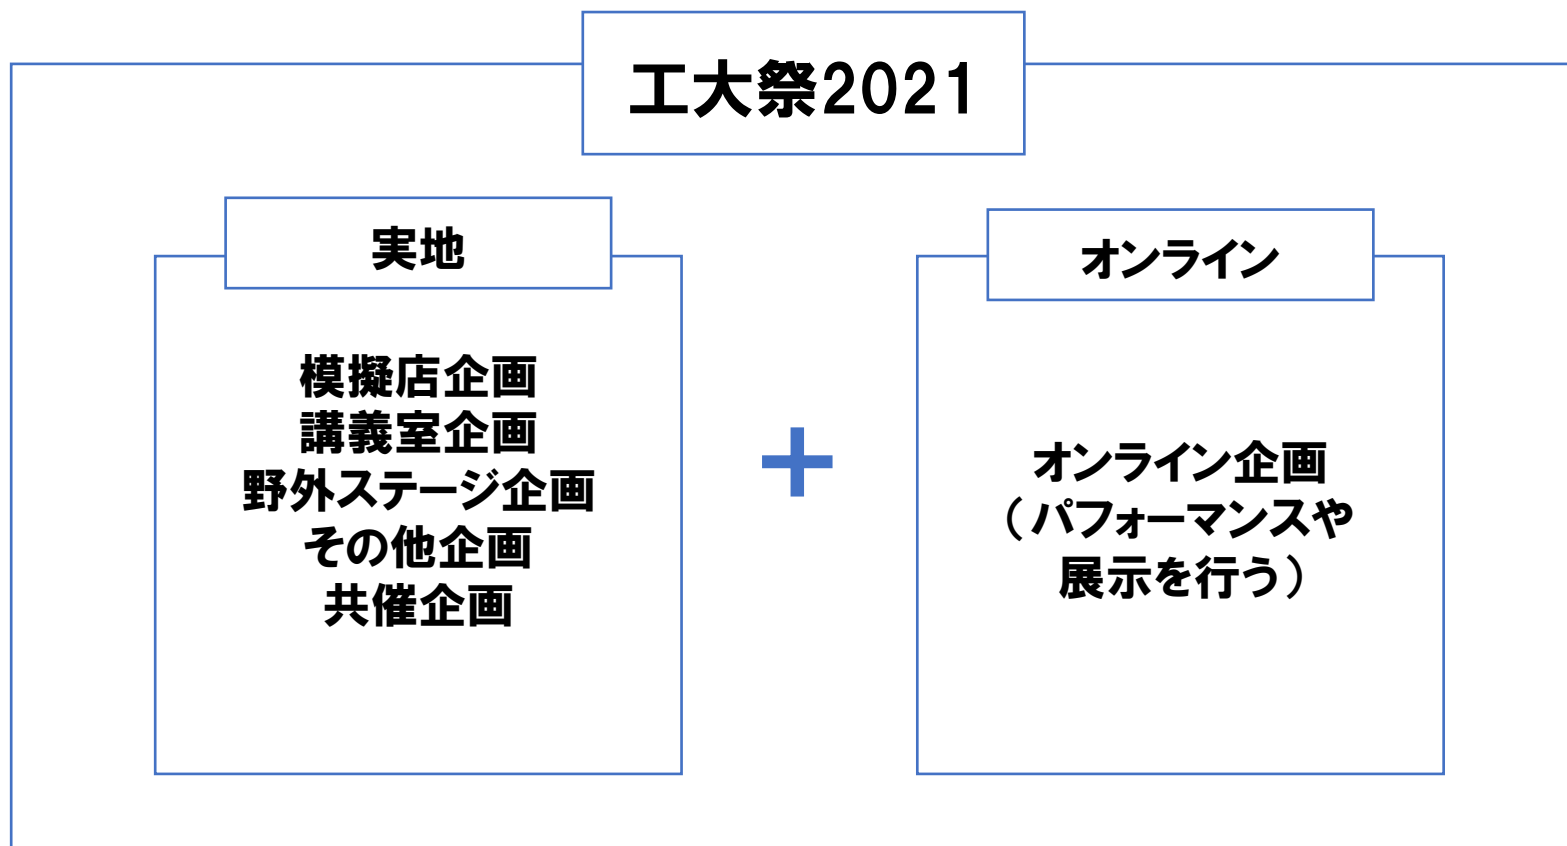 工大祭2021
実地
模擬店企画
講義室企画
野外ステージ企画
その他企画
共催企画
+
オンライン
オンライン企画
（パフォーマンスや
展示を行う）